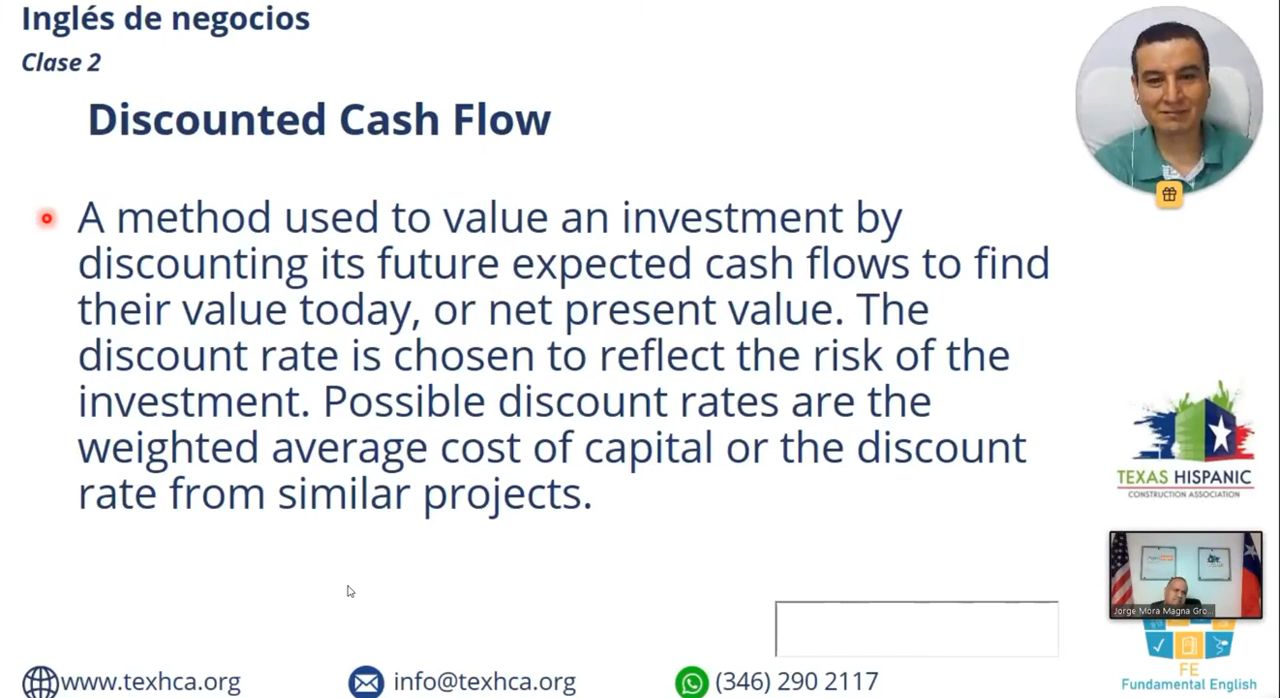 Inglés de negocios
Clase 2
Discounted Cash Flow
A method used to value an investment by
discounting its future expected cash flows to find
their value today, or net present value. The
discount rate is chosen to reflect the risk of the
investment. Possible discount rates are the
weighted average cost of capital or the discount
rate from similar projects.
TEXAS HISPANIC
CONSTRUCTION ASSOCIATION
Jorge Mora Magna Gro...
FE
Fundamental English
www.texhca.org
info@texhca.org
(346) 290 2117